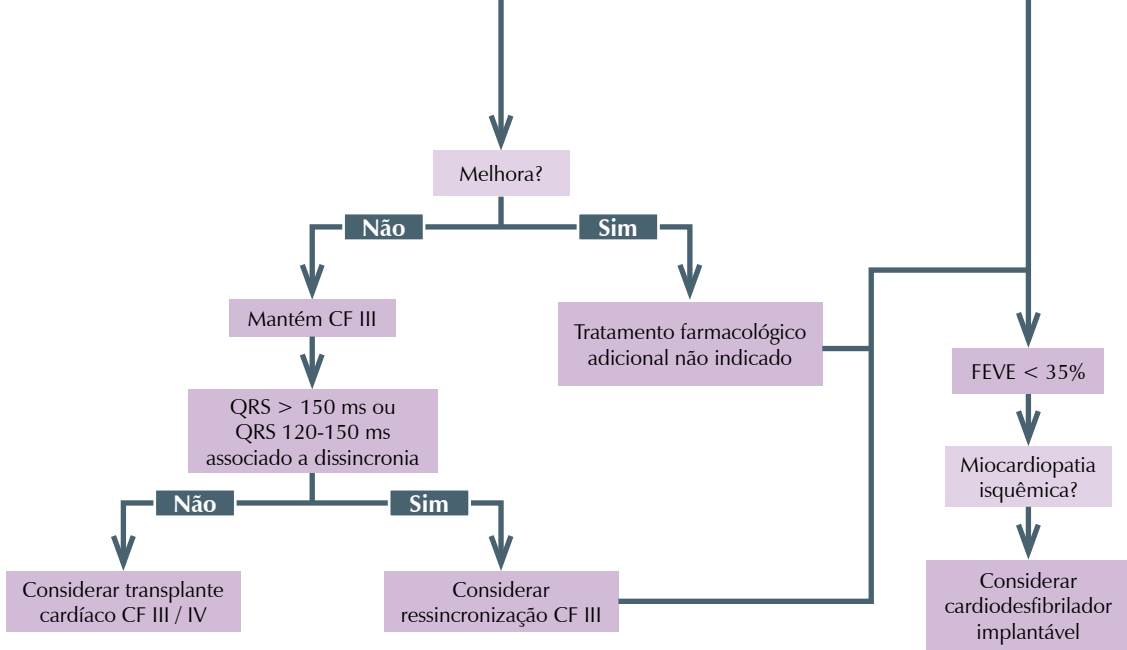 Melhora?
Não
Sim
Mantém CF III
Tratamento farmacológico
adicional não indicado
FEVE < 35%
QRS > 150 ms ou
QRS 120-150 ms
associado a dissincronia
Miocardiopatia
isquêmica?
Não
Sim
Considerar transplante
cardíaco CF III / IV
Considerar
ressincronização CF III
Considerar
cardiodesfibrilador
implantável